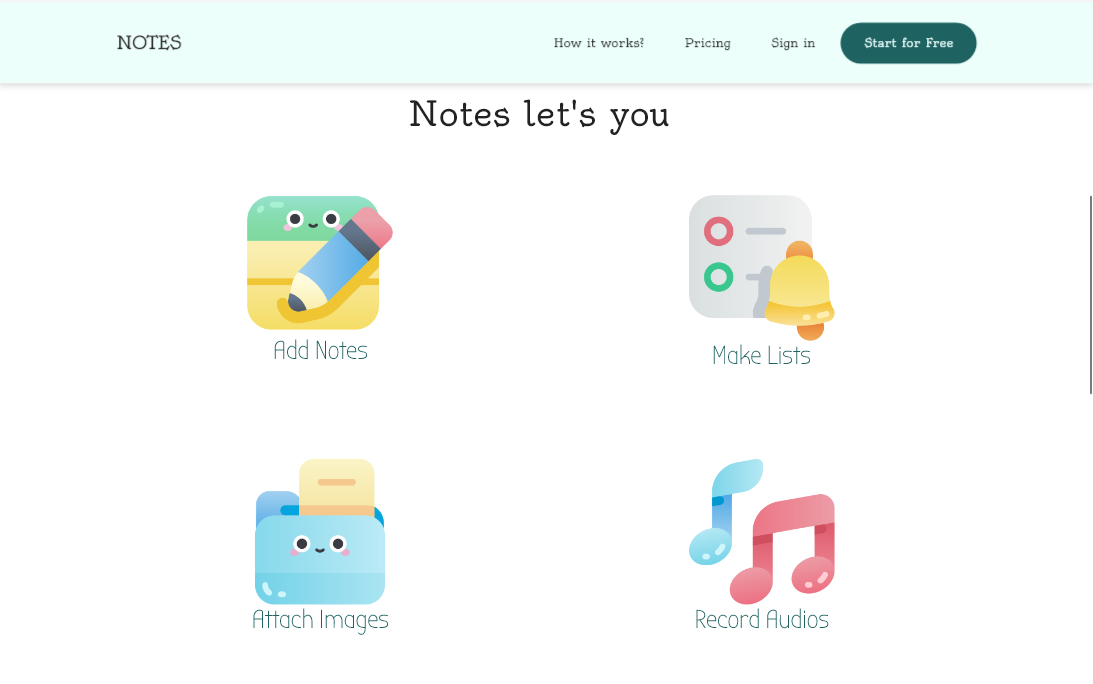 NOTES
How it works?
Pricing
Sign in
Start for Free
Notes let's you
Add Notes
Make Lists
Attach Images
Record Audios